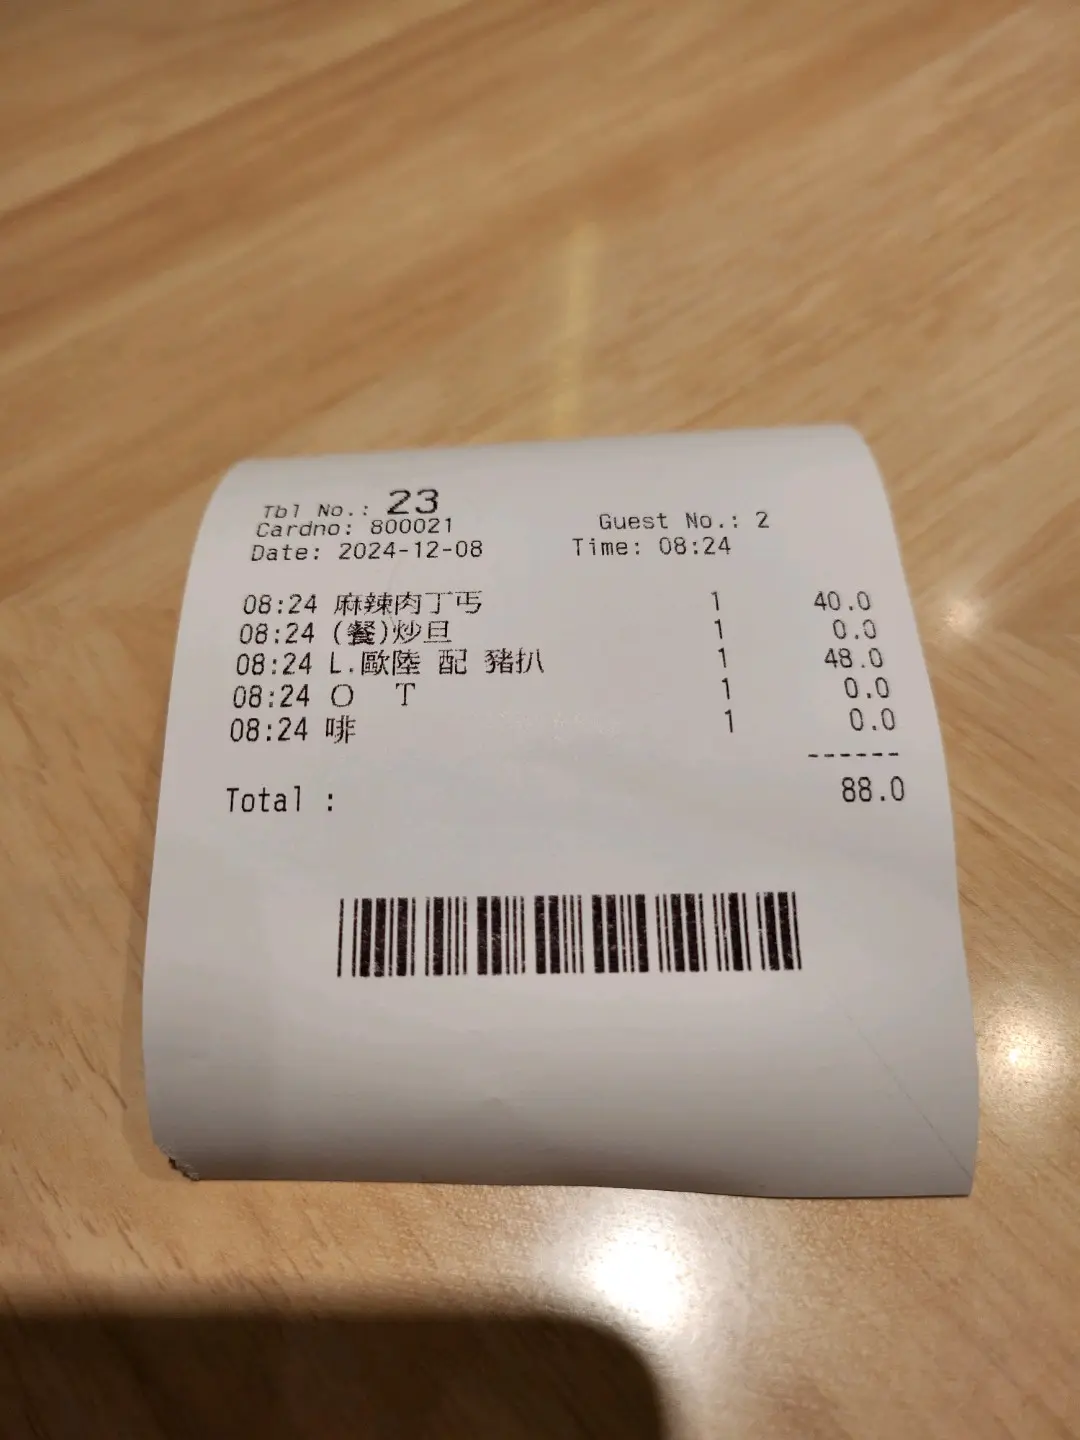 Tbl No.: 23
Cardno: 800021 Guest No.: 2
Date: 2024-12-08 Time: 08:24
08:24 麻辣肉丁丐 1 40.0
08:24 (餐)炒旦 1 0.0
08:24 L.歐陸 配 豬扒 1 48.0
08:24 O T 1 0.0
08:24 啡 1 0.0
------
Total : 88.0